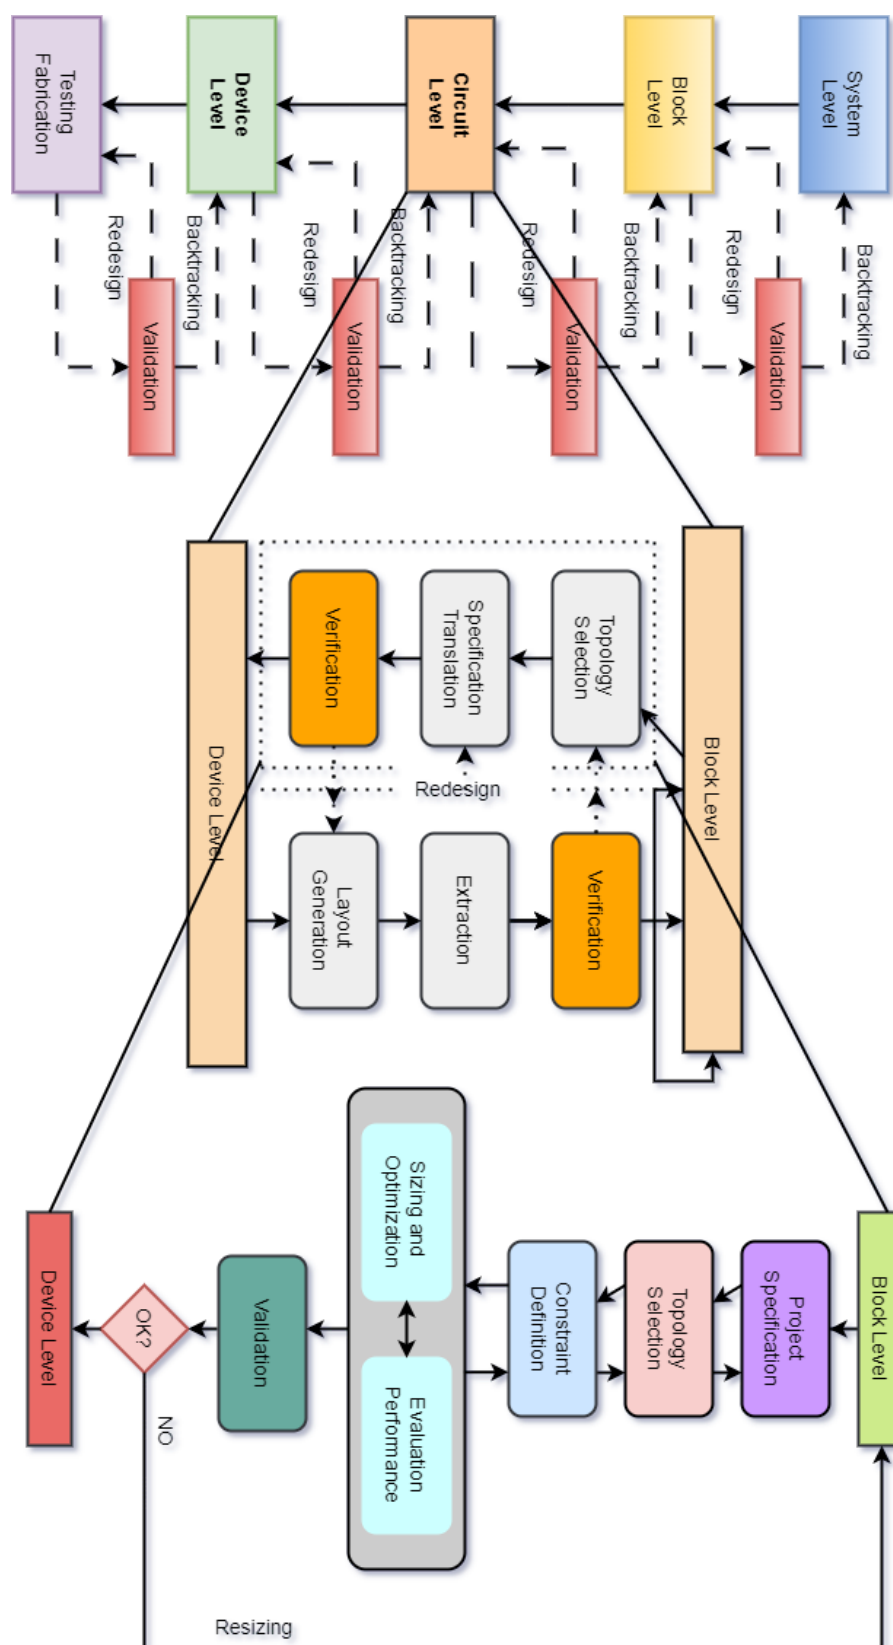 System
Level
Block
Level
Circuit
Level
Device
Level
Testing
Fabrication
Backtracking
Redesign
Backtracking
Redesign
Backtracking
Redesign
Backtracking
Redesign
Validation
Validation
Validation
Validation
Block Level
Topology
Selection
Specification
Translation
Verification
Device Level
Redesign
Verification
Extraction
Layout
Generation
Block Level
Project
Specification
Topology
Selection
Constraint
Definition
Sizing and
Optimization
Evaluation
Performance
Validation
OK?
Device Level
NO
Resizing